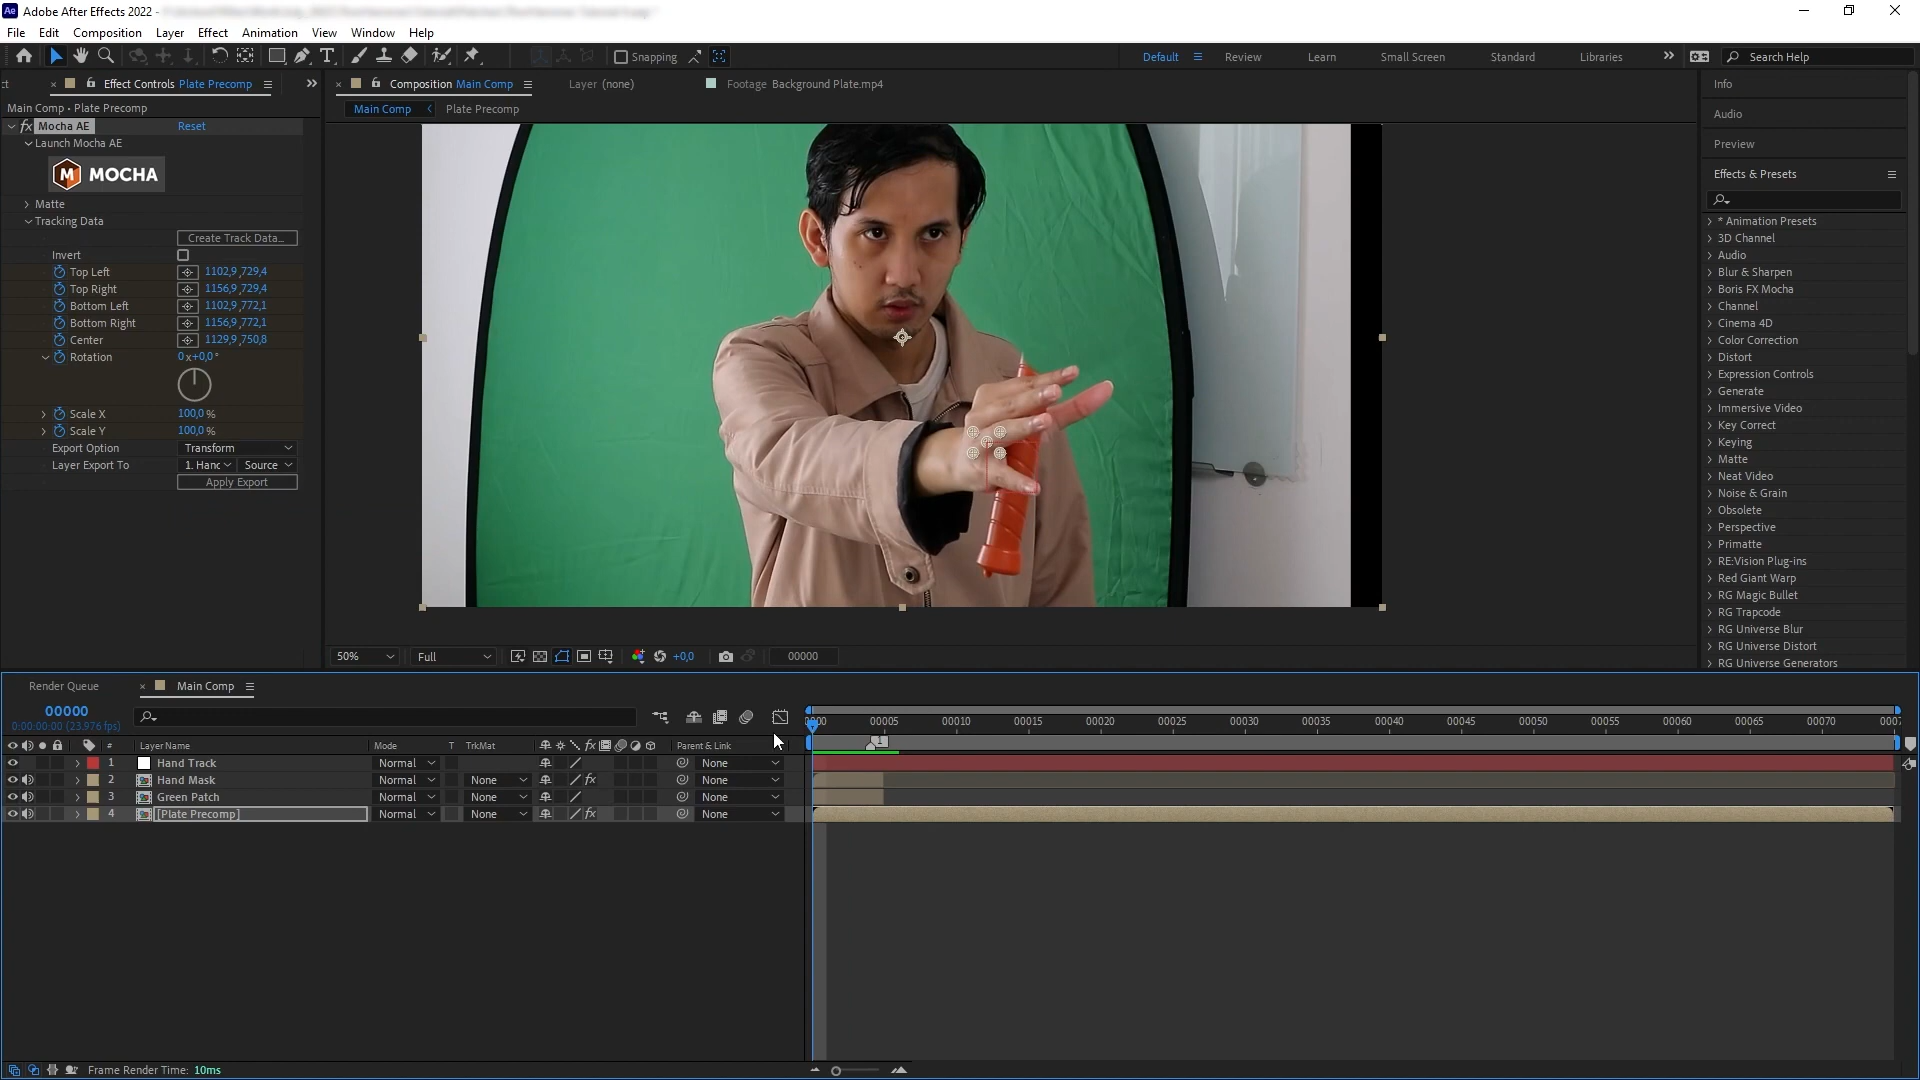 Ae Adobe After Effects 2022 -
File Edit Composition Layer Effect Animation View Window Help
Snapping Default Review Learn Small Screen Standard Libraries Search Help
Effect Controls Plate Precomp
Composition Main Comp
Layer (none)
Footage Background Plate.mp4
Main Comp • Plate Precomp
Main Comp Plate Precomp
fx Mocha AE Reset
Launch Mocha AE
M MOCHA
Matte
Tracking Data
Create Track Data...
Invert
Top Left 1102,9 ,729,4
Top Right 1156,9 ,729,4
Bottom Left 1102,9 ,772,1
Bottom Right 1156,9 ,772,1
Center 1129,9 ,750,8
Rotation 0 x+0,0 °
Scale X 100,0 %
Scale Y 100,0 %
Export Option Transform
Layer Export To 1. Hanc Source
Apply Export
50% Full +0,0 00000
Info
Audio
Preview
Effects & Presets
* Animation Presets
3D Channel
Audio
Blur & Sharpen
Boris FX Mocha
Channel
Cinema 4D
Color Correction
Distort
Expression Controls
Generate
Immersive Video
Key Correct
Keying
Matte
Neat Video
Noise & Grain
Obsolete
Perspective
Primatte
RE:Vision Plug-ins
Red Giant Warp
RG Magic Bullet
RG Trapcode
RG Universe Blur
RG Universe Distort
RG Universe Generators
Render Queue Main Comp
00000
0:00:00:00 (23.976 fps)
0000 00005 00010 00015 00020 00025 00030 00035 00040 00045 00050 00055 00060 00065 00070 0007
# Layer Name Mode T TrkMat fx Parent & Link
1
1 Hand Track Normal None
2 Hand Mask Normal None fx None
3 Green Patch Normal None None
4 [Plate Precomp] Normal None fx None
Frame Render Time: 10ms